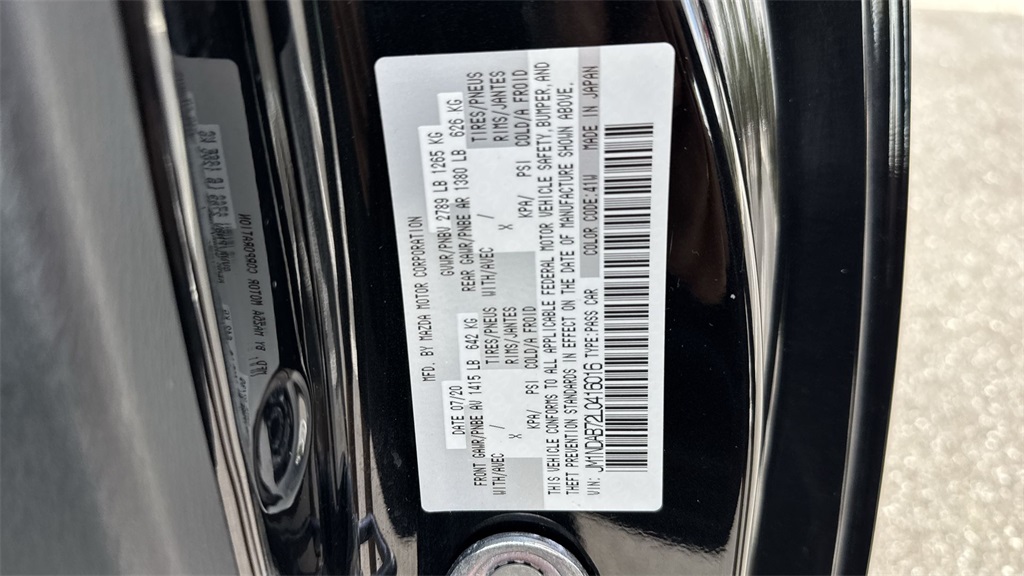 MFD. BY MAZDA MOTOR CORPORATION
DATE 07/20 GVWR/PNBV 2789 LB 1265 KG
FRONT GAWR/PNBE AV 1415 LB 642 KG REAR GAWR/PNBE AR 1380 LB 626 KG
WITH/AVEC TIRES/PNEUS WITH/AVEC TIRES/PNEUS
X RIMS/JANTES X RIMS/JANTES
KPA/ PSI COLD/A FROID KPA/ PSI COLD/A FROID
THIS VEHICLE CONFORMS TO ALL APPLICABLE FEDERAL MOTOR VEHICLE SAFETY, BUMPER, AND
THEFT PREVENTION STANDARDS IN EFFECT ON THE DATE OF MANUFACTURE SHOWN ABOVE.
VIN: JM1NDAB72L0416016 TYPE:PASS CAR COLOR CODE:41W MADE IN JAPAN